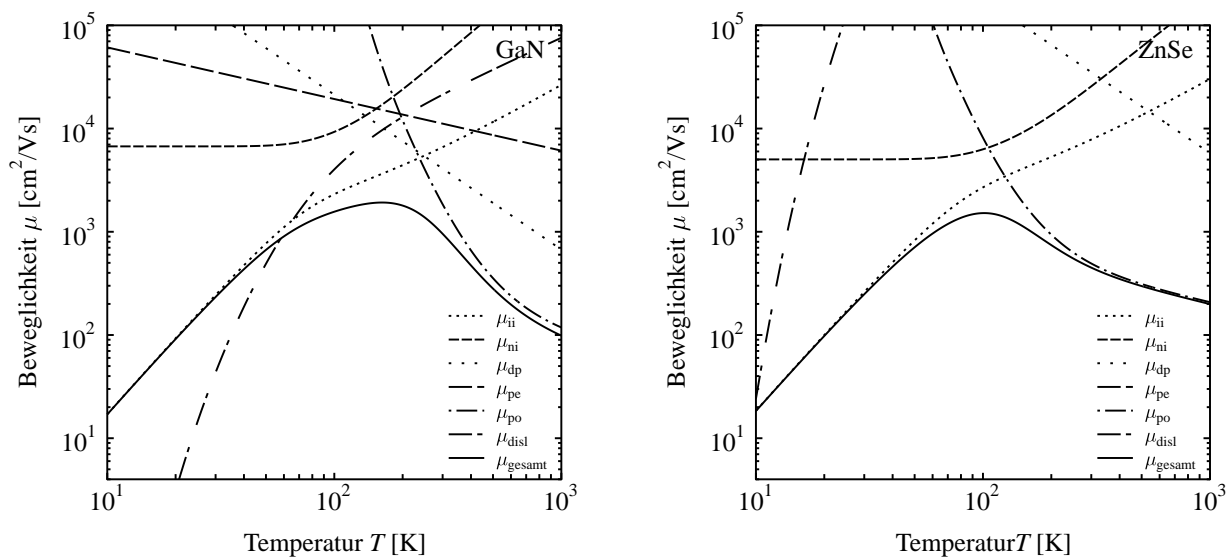 10^5
10^4
10^3
10^2
10^1
Beweglichkeit μ [cm^2/Vs]
GaN
μ_ii
μ_ni
μ_dp
μ_pe
μ_po
μ_disl
μ_gesamt
10^1
10^2
10^3
Temperatur T [K]
10^5
10^4
10^3
10^2
10^1
Beweglichkeit μ [cm^2/Vs]
ZnSe
μ_ii
μ_ni
μ_dp
μ_pe
μ_po
μ_disl
μ_gesamt
10^1
10^2
10^3
TemperaturT [K]